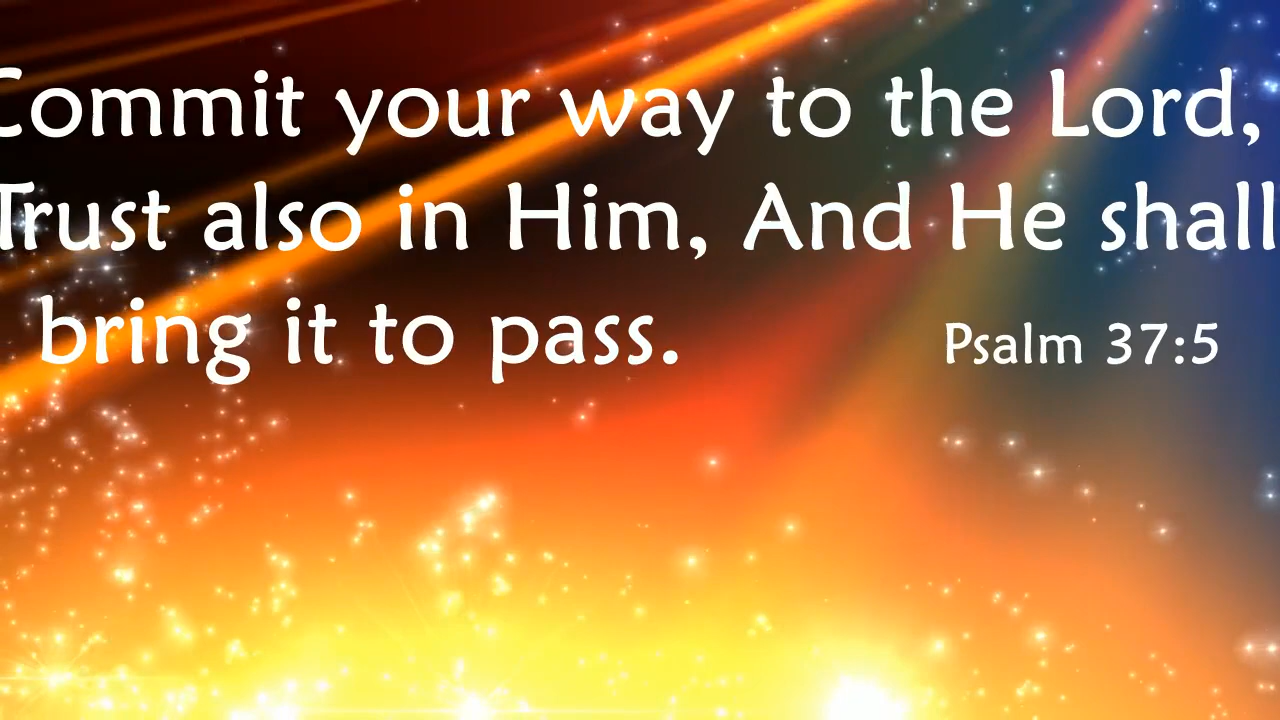 Commit your way to the Lord,
Trust also in Him, And He shall
bring it to pass.
Psalm 37:5